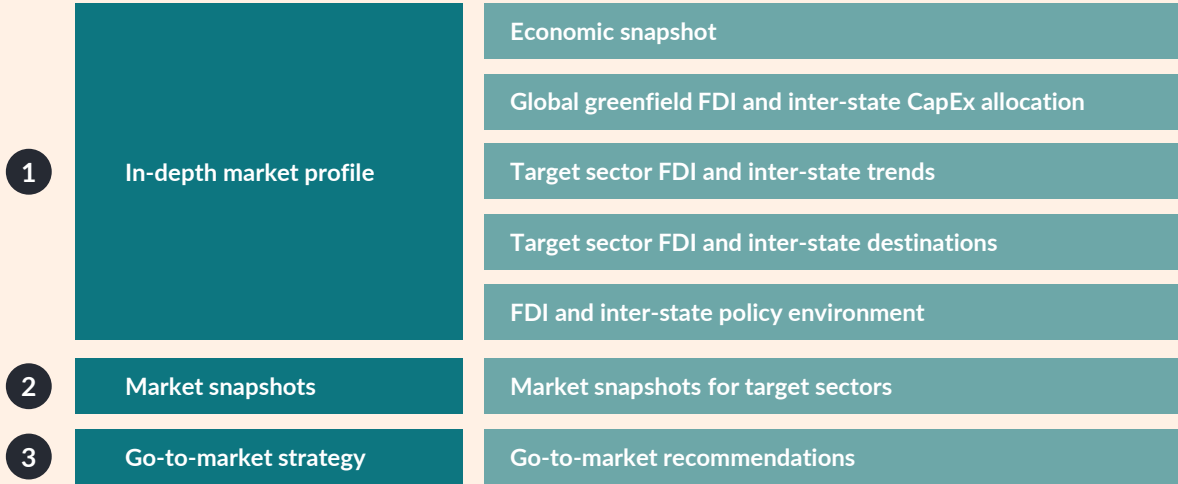 1
In-depth market profile
Economic snapshot
Global greenfield FDI and inter-state CapEx allocation
Target sector FDI and inter-state trends
Target sector FDI and inter-state destinations
FDI and inter-state policy environment
2
Market snapshots
Market snapshots for target sectors
3
Go-to-market strategy
Go-to-market recommendations